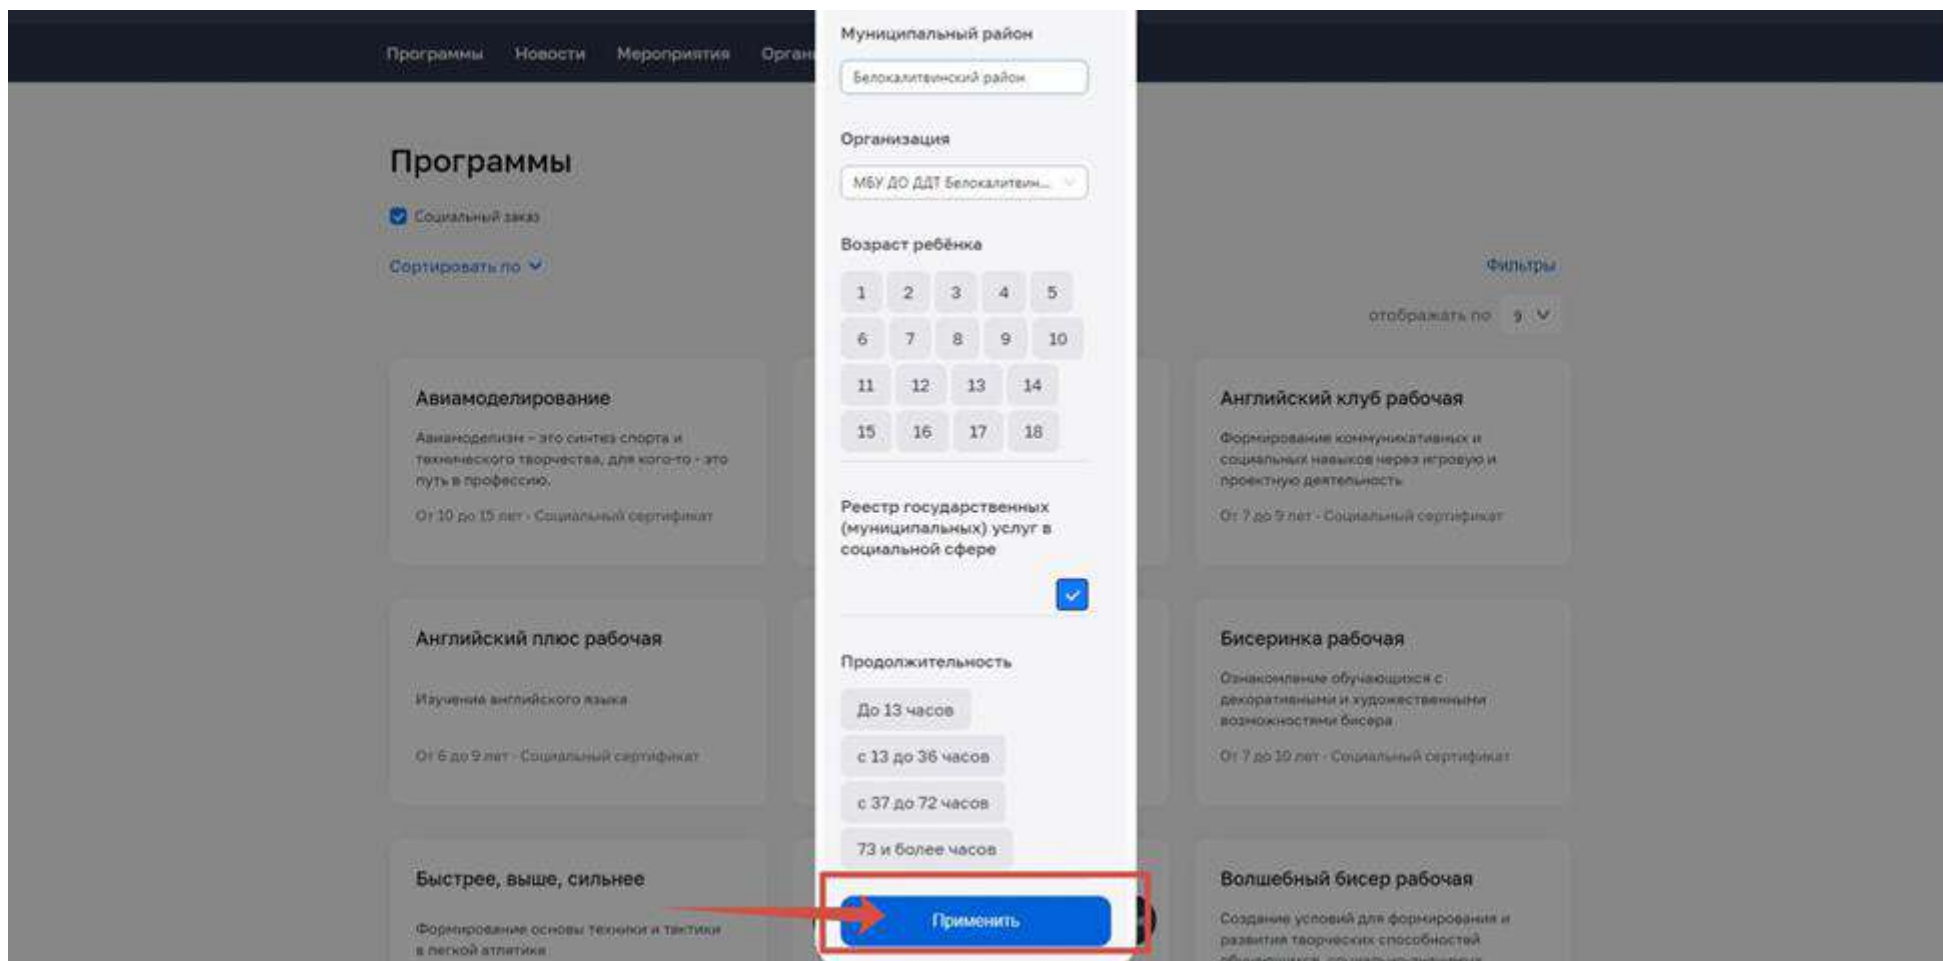 Программы Новости Мероприятия Орган
Программы
Социальный заказ
Сортировать по
Фильтры
отображать по 9
Авиамоделирование
Авиамоделизм – это синтез спорта и
технического творчества, для кого-то - это
путь в профессию.
От 10 до 15 лет · Социальный сертификат
Английский клуб рабочая
Формирование коммуникативных и
социальных навыков через игровую и
проектную деятельность
От 7 до 9 лет · Социальный сертификат
Английский плюс рабочая
Изучение английского языка
От 6 до 9 лет · Социальный сертификат
Бисеринка рабочая
Ознакомление обучающихся с
декоративными и художественными
возможностями бисера
От 7 до 10 лет · Социальный сертификат
Быстрее, выше, сильнее
Формирование основы техники и тактики
в легкой атлетике
Волшебный бисер рабочая
Создание условий для формирования и
развития творческих способностей
Муниципальный район
Белокалитвинский район
Организация
МБУ ДО ДДТ Белокалитвин...
Возраст ребёнка
1 2 3 4 5
6 7 8 9 10
11 12 13 14
15 16 17 18
Реестр государственных
(муниципальных) услуг в
социальной сфере
Продолжительность
До 13 часов
с 13 до 36 часов
с 37 до 72 часов
73 и более часов
Применить